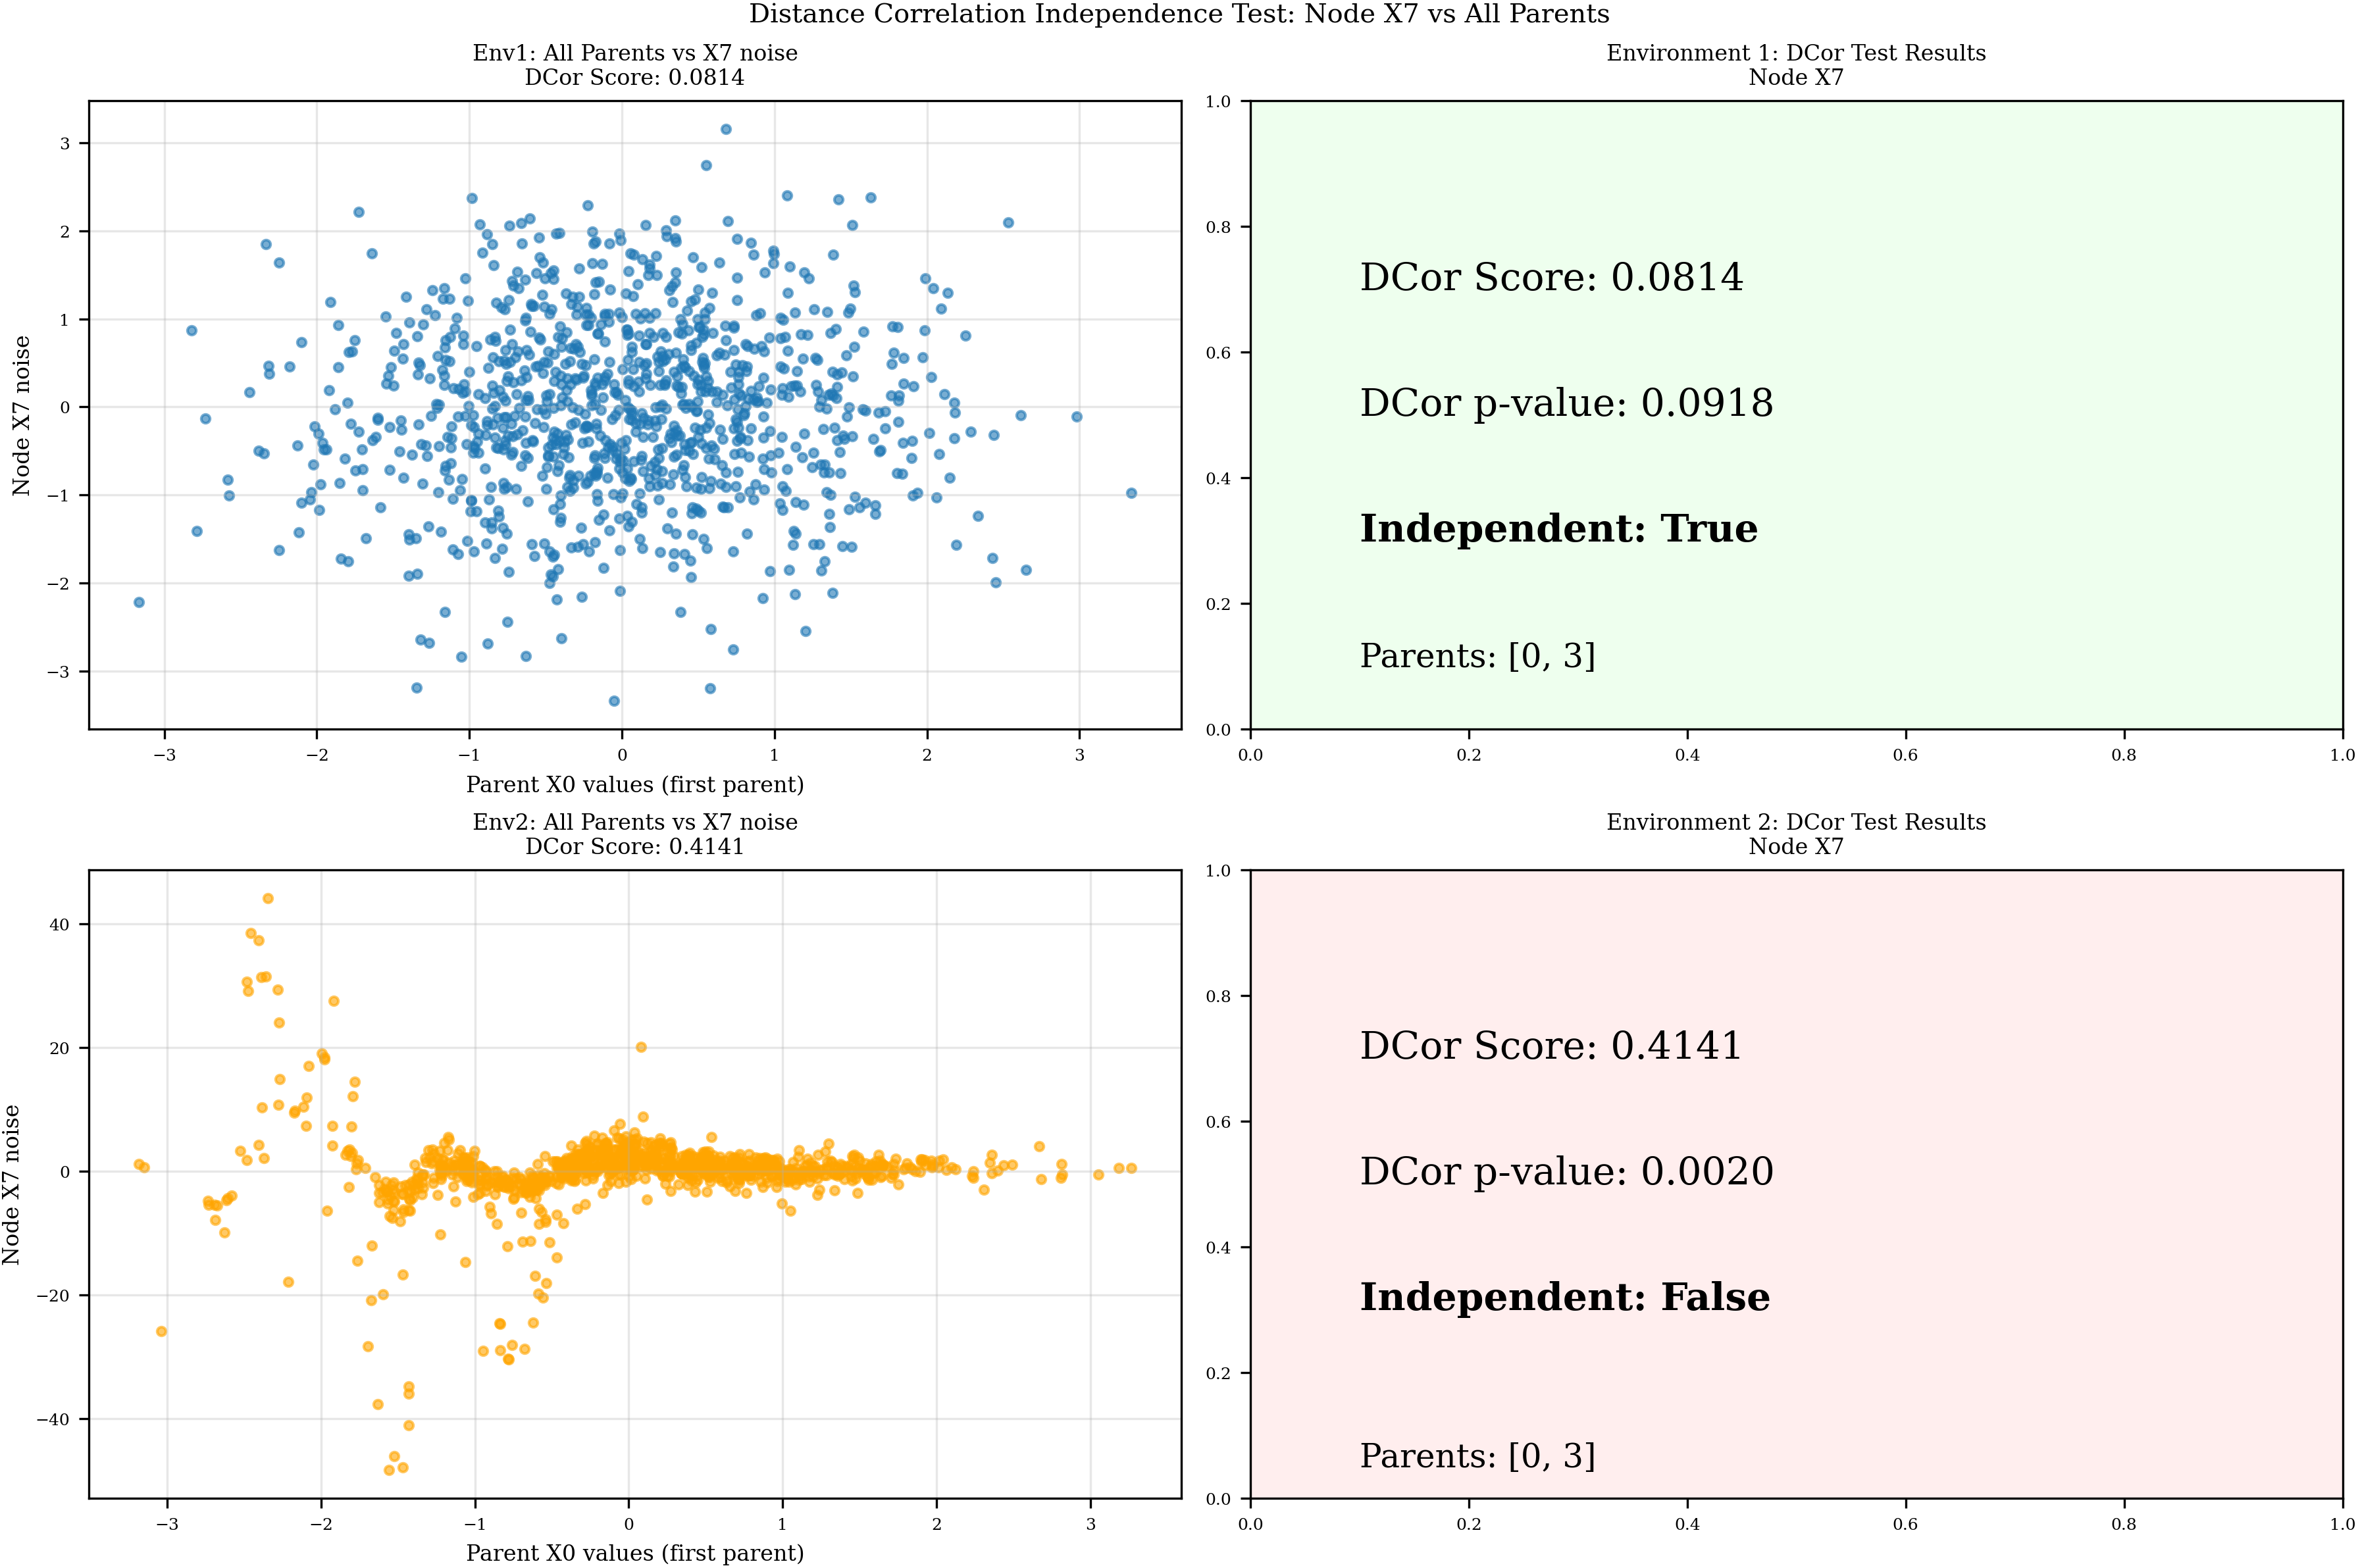 Distance Correlation Independence Test: Node X7 vs All Parents
Env1: All Parents vs X7 noise
DCor Score: 0.0814
Node X7 noise
3
2
1
0
−1
−2
−3
−3
−2
−1
0
1
2
3
Parent X0 values (first parent)
Environment 1: DCor Test Results
Node X7
1.0
0.8
0.6
0.4
0.2
0.0
DCor Score: 0.0814
DCor p-value: 0.0918
Independent: True
Parents: [0, 3]
0.0
0.2
0.4
0.6
0.8
1.0
Env2: All Parents vs X7 noise
DCor Score: 0.4141
Node X7 noise
40
20
0
−20
−40
−3
−2
−1
0
1
2
3
Parent X0 values (first parent)
Environment 2: DCor Test Results
Node X7
1.0
0.8
0.6
0.4
0.2
0.0
DCor Score: 0.4141
DCor p-value: 0.0020
Independent: False
Parents: [0, 3]
0.0
0.2
0.4
0.6
0.8
1.0